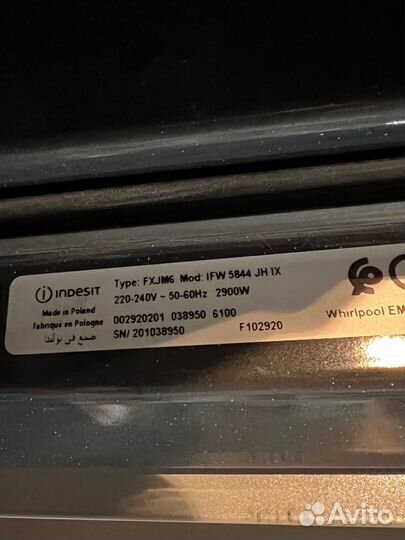 indesit
Made in Poland
Fabriqué en Pologne
صنع في بولندا
Type: FXJM6 Mod: IFW 5844 JH IX
220-240V ~ 50-60Hz 2900W
002920201 038950 6100
SN/ 201038950
F102920
Whirlpool EM
Avito